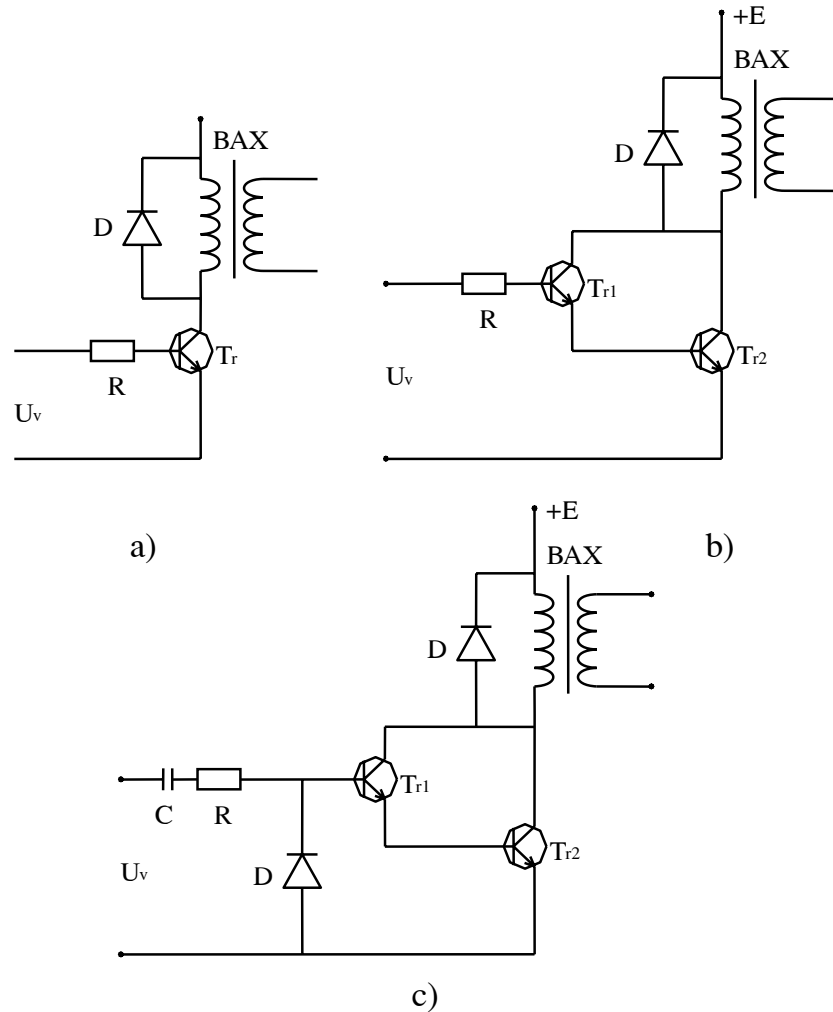 BAX
D
Tr
R
Uv
a)
+E
BAX
D
Tr1
R
Tr2
Uv
b)
+E
BAX
D
Tr1
C
R
Tr2
D
Uv
c)